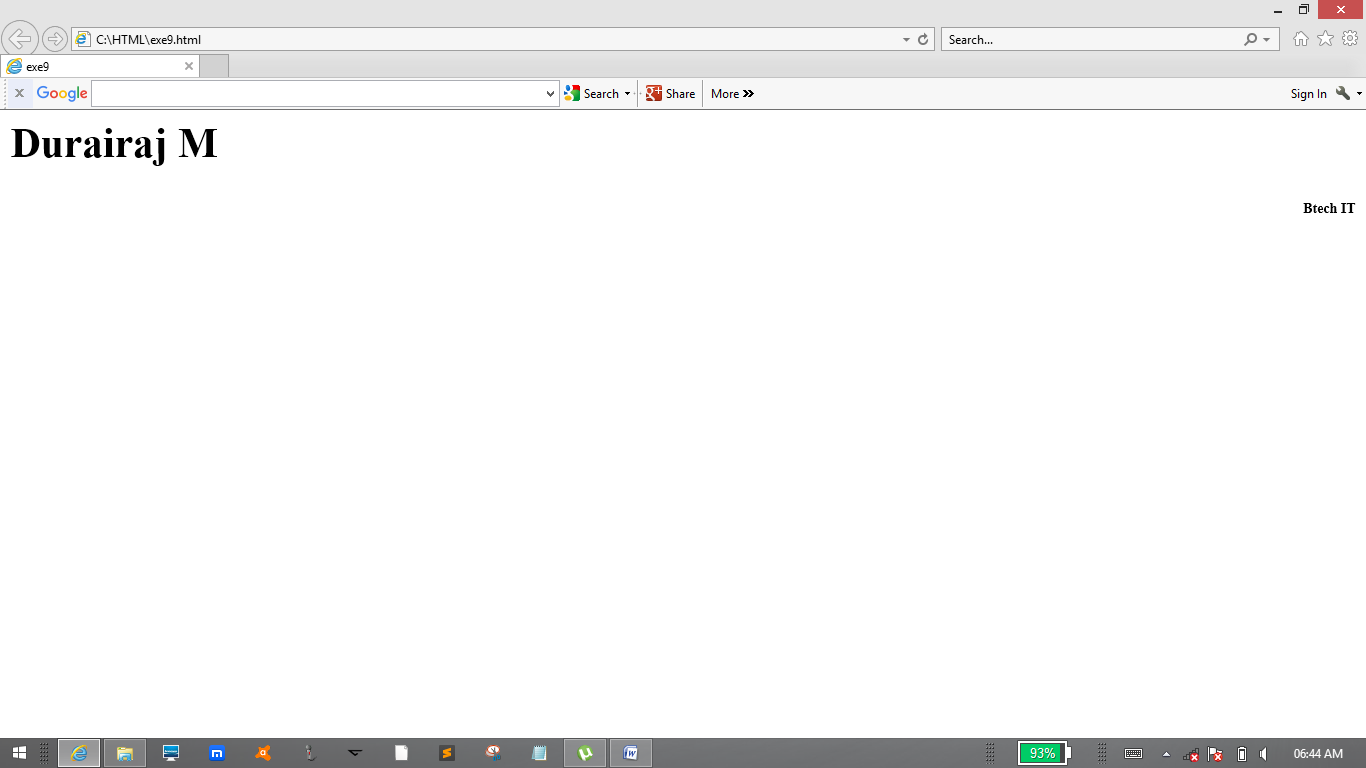 C:\HTML\exe9.html
Search...
exe9
Google Search Share More Sign In
Durairaj M
Btech IT
93% 06:44 AM